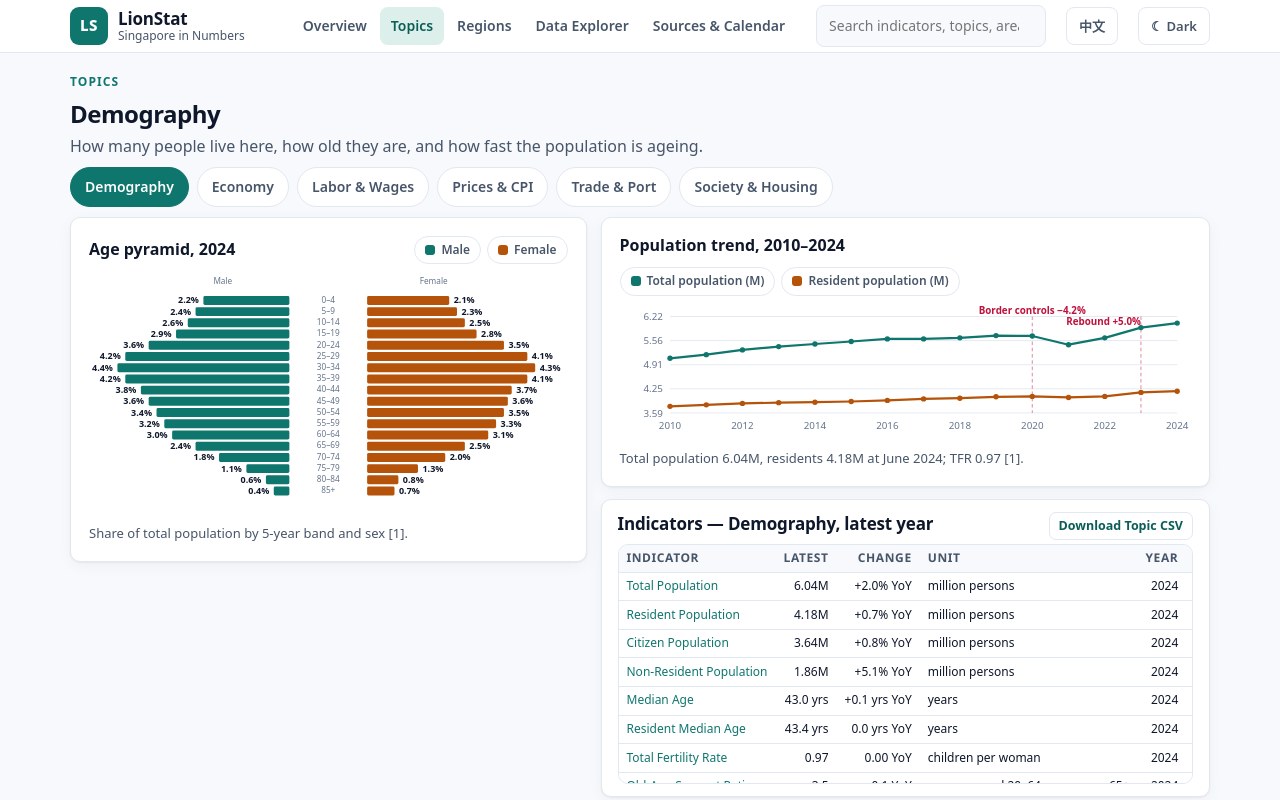 LS
LionStat
Singapore in Numbers
Overview
Topics
Regions
Data Explorer
Sources & Calendar
Search indicators, topics, are
中文
☾ Dark
TOPICS
Demography
How many people live here, how old they are, and how fast the population is ageing.
Demography
Economy
Labor & Wages
Prices & CPI
Trade & Port
Society & Housing
Age pyramid, 2024
Male
Female
Male
Female
2.2% 0–4 2.1%
2.4% 5–9 2.3%
2.6% 10–14 2.5%
2.9% 15–19 2.8%
3.6% 20–24 3.5%
4.2% 25–29 4.1%
4.4% 30–34 4.3%
4.2% 35–39 4.1%
3.8% 40–44 3.7%
3.6% 45–49 3.6%
3.4% 50–54 3.5%
3.2% 55–59 3.3%
3.0% 60–64 3.1%
2.4% 65–69 2.5%
1.8% 70–74 2.0%
1.1% 75–79 1.3%
0.6% 80–84 0.8%
0.4% 85+ 0.7%
Share of total population by 5-year band and sex [1].
Population trend, 2010–2024
Total population (M)
Resident population (M)
Border controls −4.2%
Rebound +5.0%
6.22
5.56
4.91
4.25
3.59
2010 2012 2014 2016 2018 2020 2022 2024
Total population 6.04M, residents 4.18M at June 2024; TFR 0.97 [1].
Indicators — Demography, latest year
Download Topic CSV
INDICATOR LATEST CHANGE UNIT YEAR
Total Population 6.04M +2.0% YoY million persons 2024
Resident Population 4.18M +0.7% YoY million persons 2024
Citizen Population 3.64M +0.8% YoY million persons 2024
Non-Resident Population 1.86M +5.1% YoY million persons 2024
Median Age 43.0 yrs +0.1 yrs YoY years 2024
Resident Median Age 43.4 yrs 0.0 yrs YoY years 2024
Total Fertility Rate 0.97 0.00 YoY children per woman 2024